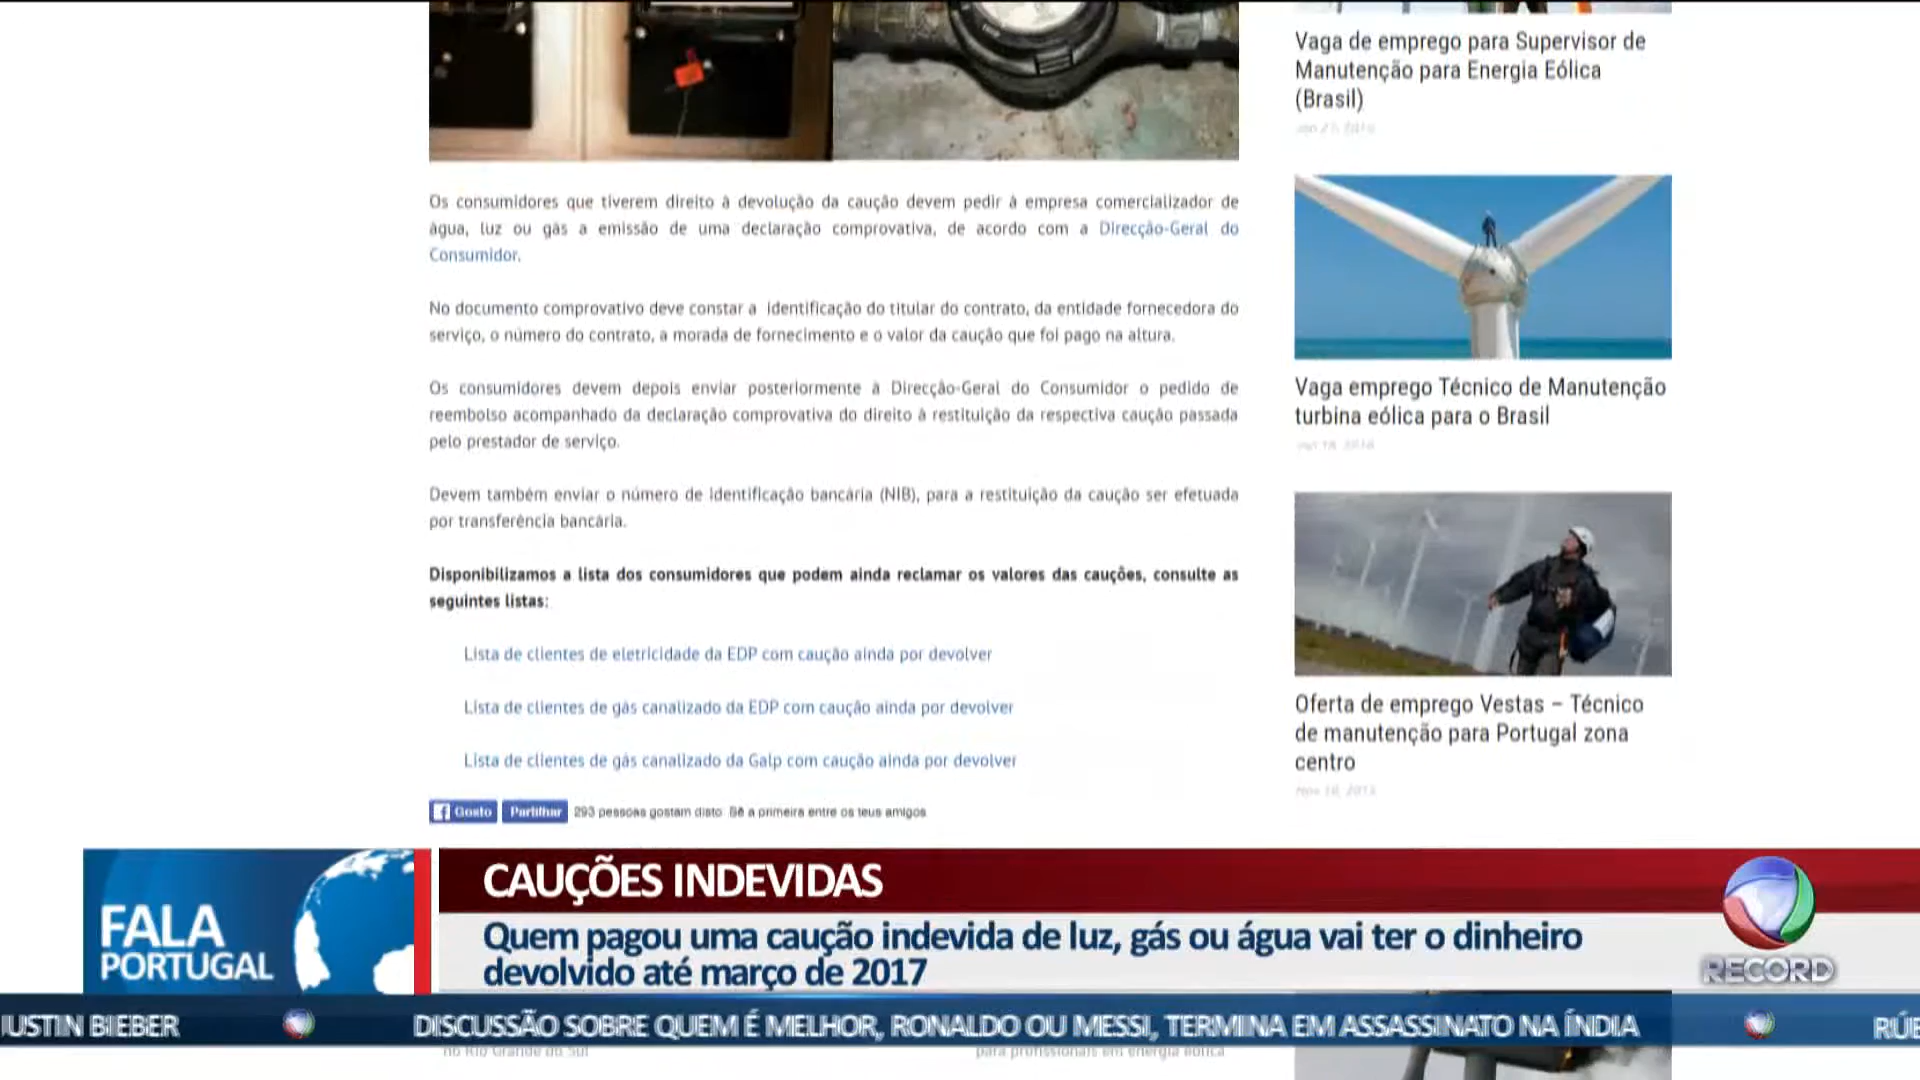 Os consumidores que tiverem direito à devolução da caução devem pedir à empresa comercializador de
água, luz ou gás a emissão de uma declaração comprovativa, de acordo com a Direcção-Geral do
Consumidor.
No documento comprovativo deve constar a identificação do titular do contrato, da entidade fornecedora do
serviço, o número do contrato, a morada de fornecimento e o valor da caução que foi pago na altura.
Os consumidores devem depois enviar posteriormente à Direcção-Geral do Consumidor o pedido de
reembolso acompanhado da declaração comprovativa do direito à restituição da respectiva caução passada
pelo prestador de serviço.
Devem também enviar o número de identificação bancária (NIB), para a restituição da caução ser efetuada
por transferência bancária.
Disponibilizamos a lista dos consumidores que podem ainda reclamar os valores das cauções, consulte as
seguintes listas:
Lista de clientes de eletricidade da EDP com caução ainda por devolver
Lista de clientes de gás canalizado da EDP com caução ainda por devolver
Lista de clientes de gás canalizado da Galp com caução ainda por devolver
Gosto Partilhar 293 pessoas gostam disto. Sê a primeira entre os teus amigos
Vaga de emprego para Supervisor de
Manutenção para Energia Eólica
(Brasil)
Vaga emprego Técnico de Manutenção
turbina eólica para o Brasil
Oferta de emprego Vestas – Técnico
de manutenção para Portugal zona
centro
FALA
PORTUGAL
CAUÇÕES INDEVIDAS
Quem pagou uma caução indevida de luz, gás ou água vai ter o dinheiro
devolvido até março de 2017
RECORD
IUSTIN BIEBER DISCUSSÃO SOBRE QUEM É MELHOR, RONALDO OU MESSI, TERMINA EM ASSASSINATO NA ÍNDIA RÚB
no Rio Grande do Sul
para profissionais em energia eólica